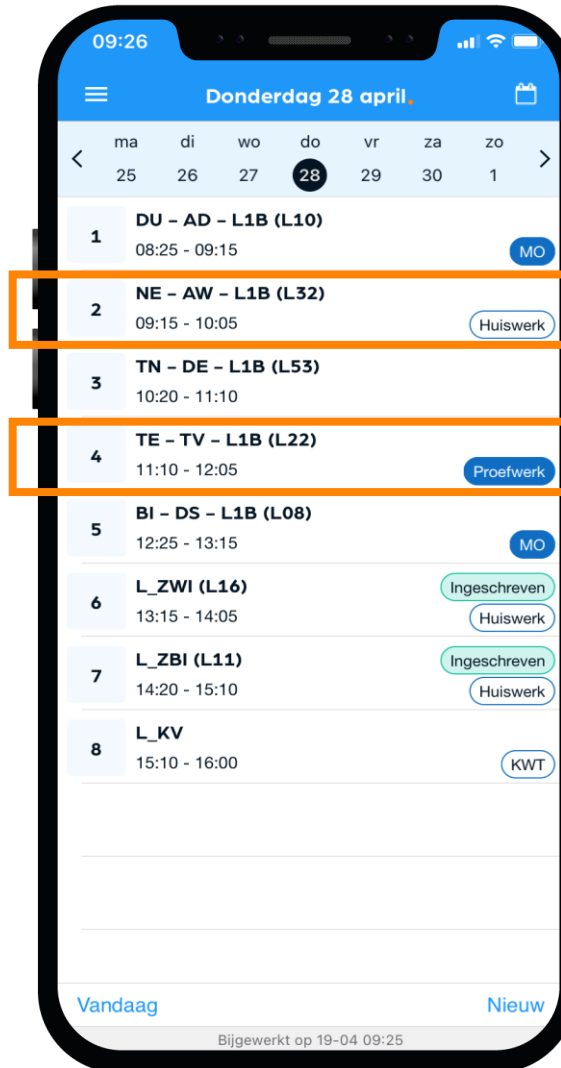 09:26
Donderdag 28 april.
ma di wo do vr za zo
25 26 27 28 29 30 1
1 DU – AD – L1B (L10)
08:25 - 09:15 MO
2 NE – AW – L1B (L32)
09:15 - 10:05 Huiswerk
3 TN – DE – L1B (L53)
10:20 - 11:10
4 TE – TV – L1B (L22)
11:10 - 12:05 Proefwerk
5 BI – DS – L1B (L08)
12:25 - 13:15 MO
6 L_ZWI (L16) Ingeschreven
13:15 - 14:05 Huiswerk
7 L_ZBI (L11) Ingeschreven
14:20 - 15:10 Huiswerk
8 L_KV
15:10 - 16:00 KWT
Vandaag Nieuw
Bijgewerkt op 19-04 09:25